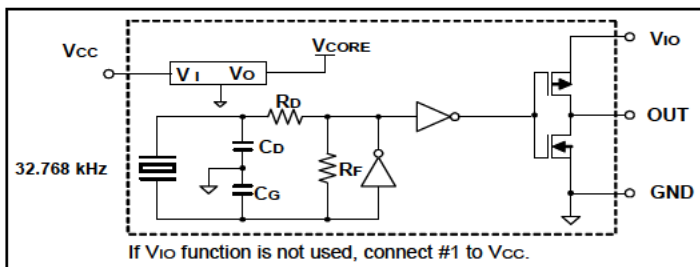 VCC
VI VO
VCORE
VIO
RD
CD
OUT
32.768 kHz
RF
CG
GND
If VIO function is not used, connect #1 to VCC.